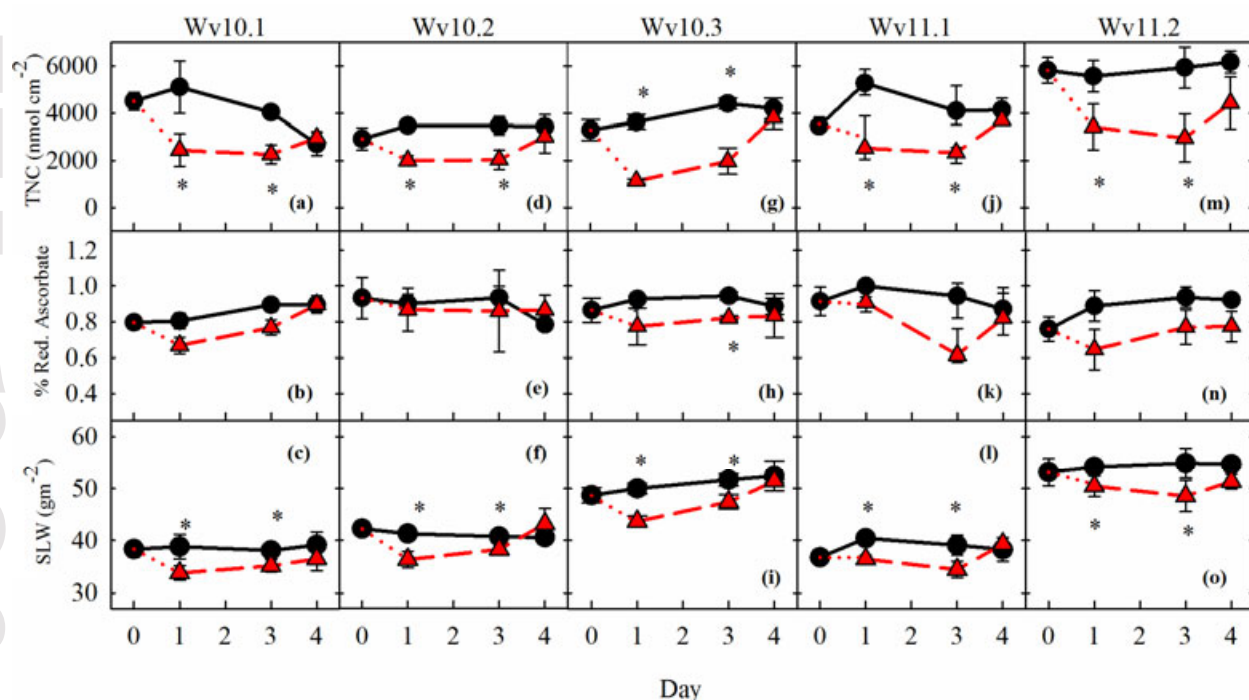 Wv10.1 Wv10.2 Wv10.3 Wv11.1 Wv11.2
TNC (nmol cm-2)
6000
4000
2000
0
* * (a)
* * (d)
* * (g)
* * (j)
* * (m)
% Red. Ascorbate
1.2
1.0
0.8
0.6
0.4
(b)
(e)
* (h)
(k)
(n)
SLW (gm-2)
60
50
40
30
(c) * *
(f) * *
* * (i)
(l) * *
* * (o)
0 1 2 3 4 0 1 2 3 4 0 1 2 3 4 0 1 2 3 4 0 1 2 3 4
Day